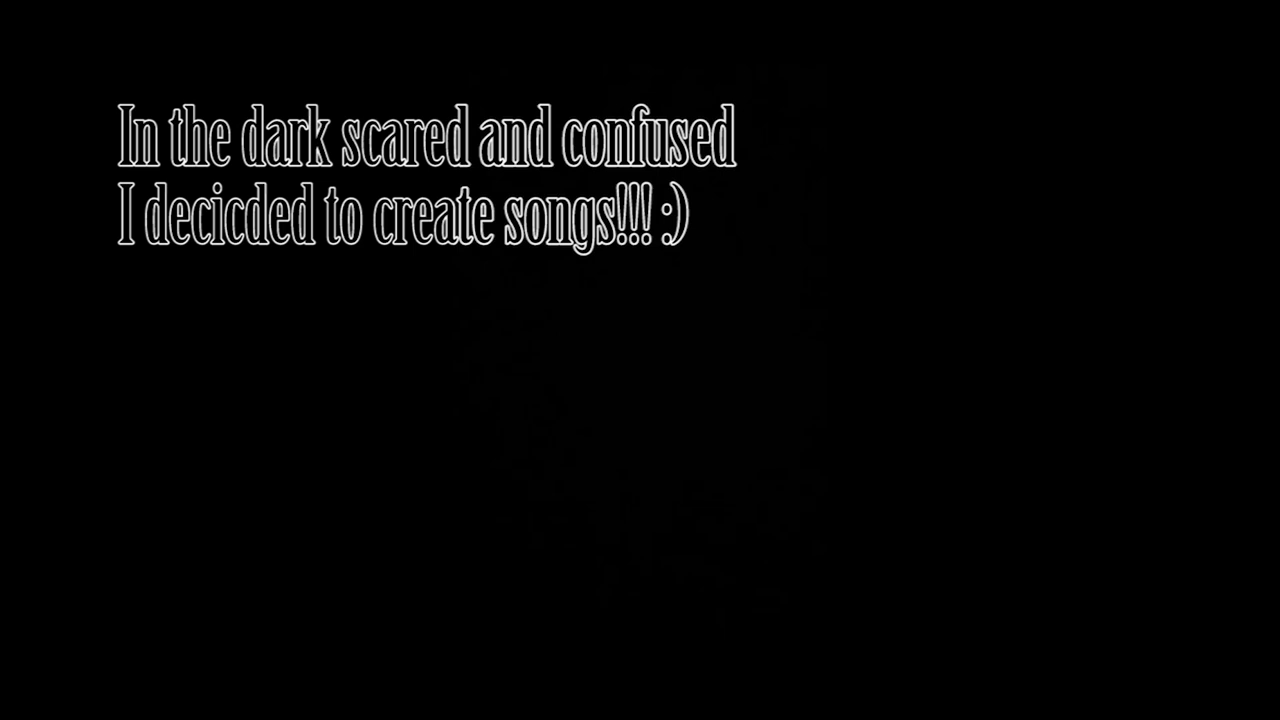 In the dark scared and confused
I decicded to create songs!!! :)